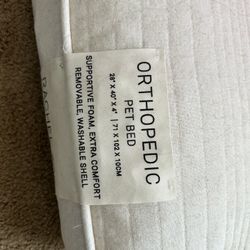 ORTHOPEDIC
PET BED
28" X 40" X 4" | 71 X 102 X 10CM
SUPPORTIVE FOAM, EXTRA COMFORT
REMOVABLE, WASHABLE SHELL